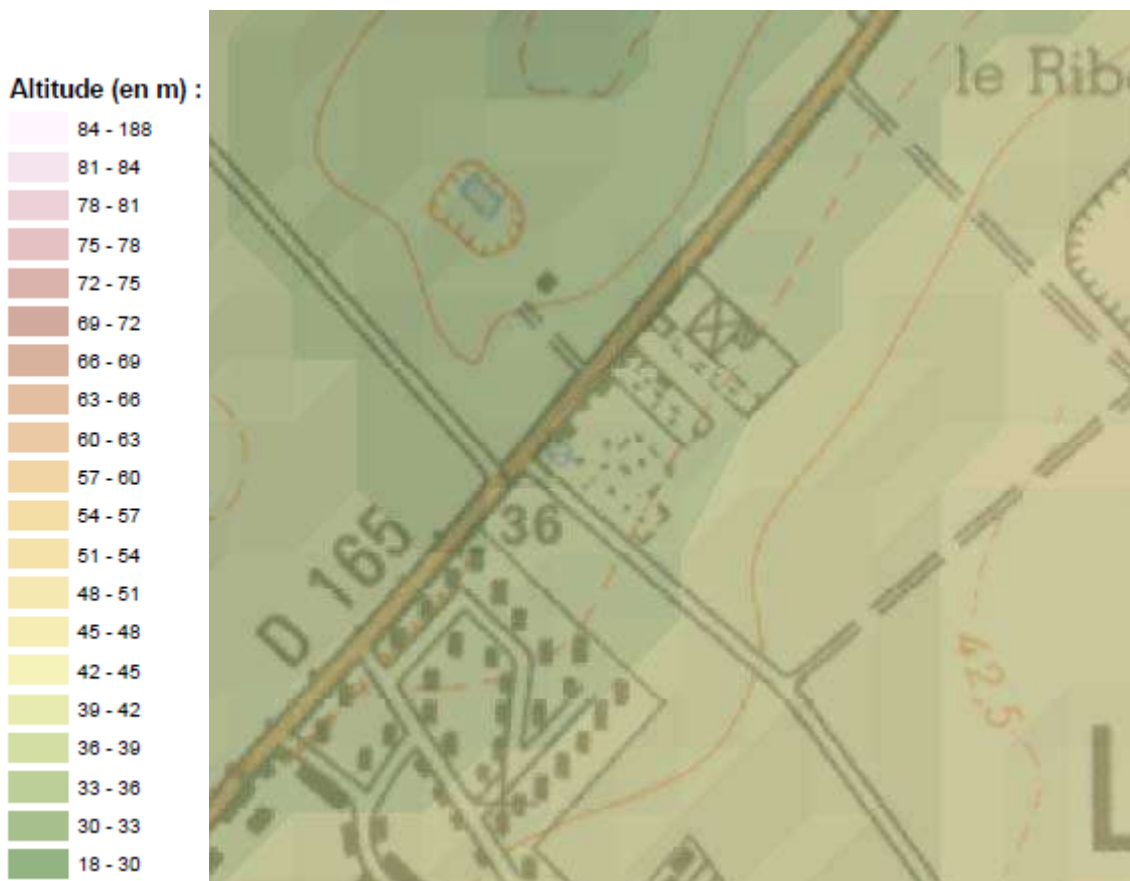 Altitude (en m) :
84 - 188
81 - 84
78 - 81
75 - 78
72 - 75
69 - 72
66 - 69
63 - 66
60 - 63
57 - 60
54 - 57
51 - 54
48 - 51
45 - 48
42 - 45
39 - 42
36 - 39
33 - 36
30 - 33
18 - 30
le Rib
36
D 165
42.5
L